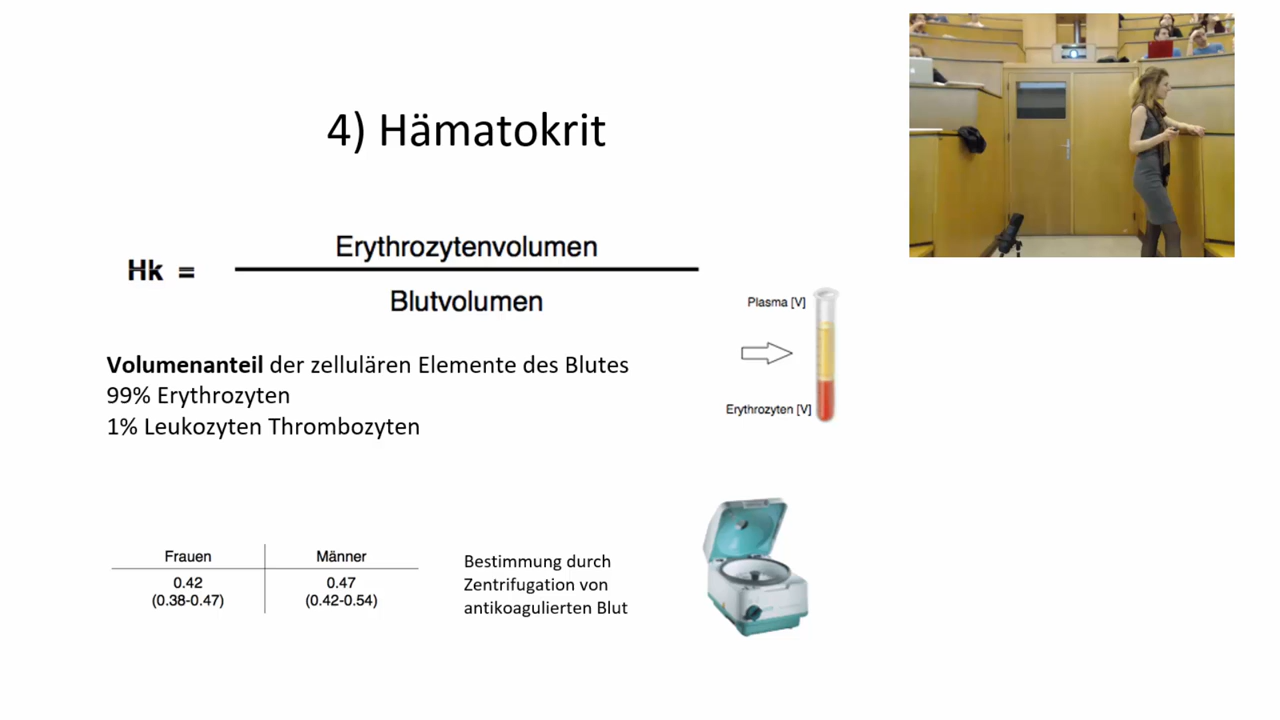 4) Hämatokrit
Hk = Erythrozytenvolumen
Blutvolumen
Plasma [V]
Volumenanteil der zellulären Elemente des Blutes
99% Erythrozyten
Erythrozyten [V]
1% Leukozyten Thrombozyten
Frauen Männer
0.42 0.47
(0.38-0.47) (0.42-0.54)
Bestimmung durch
Zentrifugation von
antikoagulierten Blut